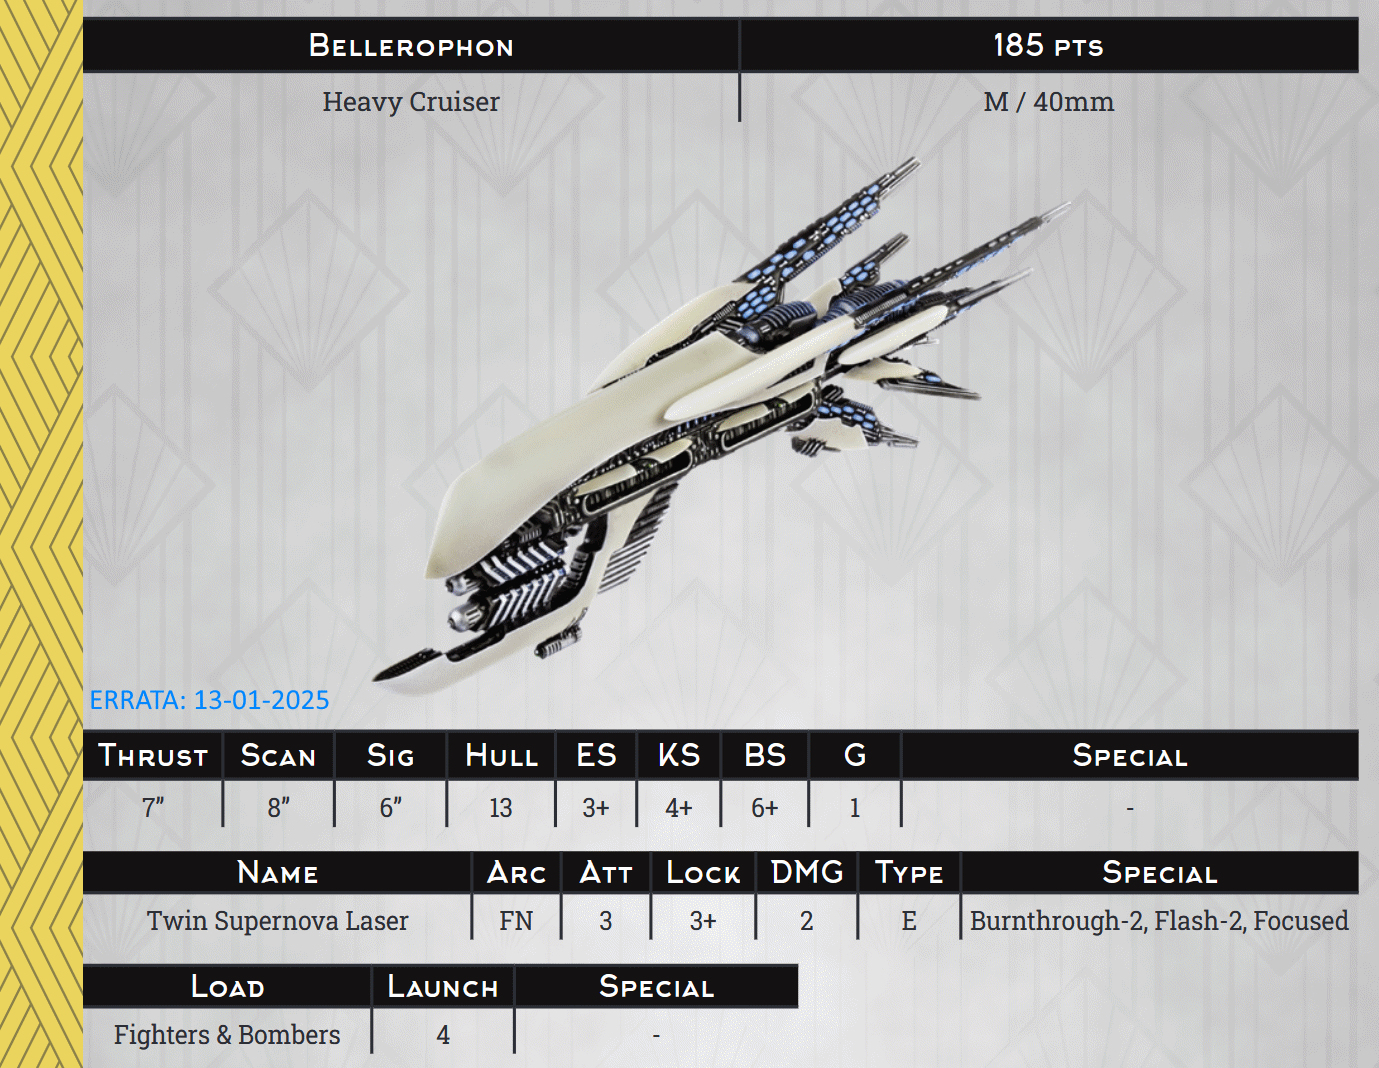 Bellerophon 185 pts
Heavy Cruiser M / 40mm
ERRATA: 13-01-2025
Thrust Scan Sig Hull ES KS BS G Special
7” 8” 6” 13 3+ 4+ 6+ 1 -
Name Arc Att Lock DMG Type Special
Twin Supernova Laser FN 3 3+ 2 E Burnthrough-2, Flash-2, Focused
Load Launch Special
Fighters & Bombers 4 -